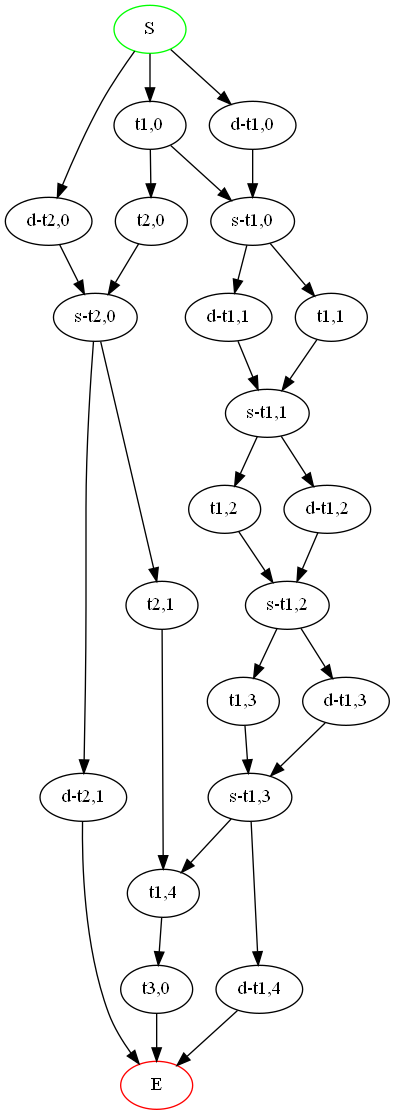 S
t1,0
d-t1,0
d-t2,0
t2,0
s-t1,0
s-t2,0
d-t1,1
t1,1
s-t1,1
t1,2
d-t1,2
t2,1
s-t1,2
t1,3
d-t1,3
d-t2,1
s-t1,3
t1,4
t3,0
d-t1,4
E